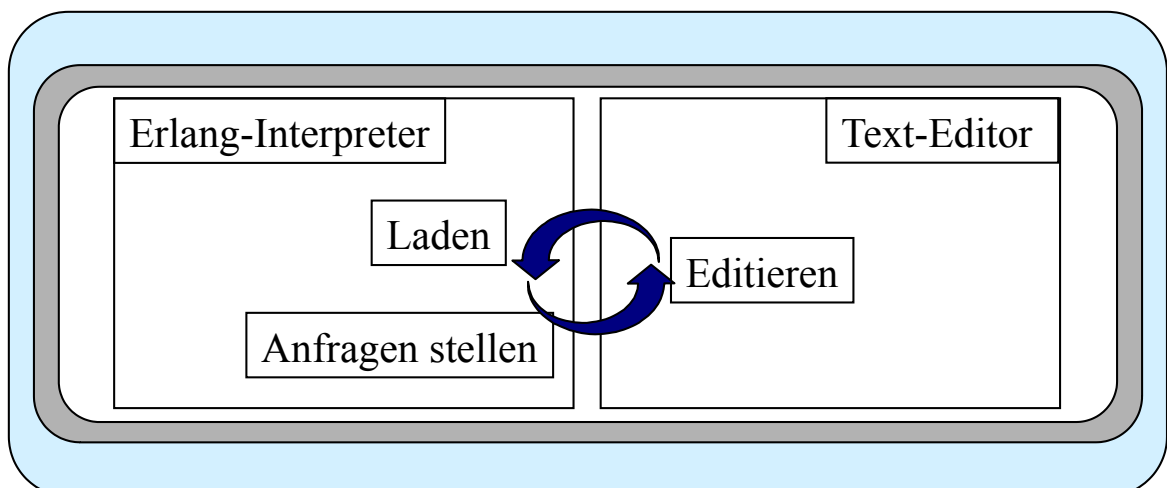 Erlang-Interpreter
Text-Editor
Laden
Editieren
Anfragen stellen